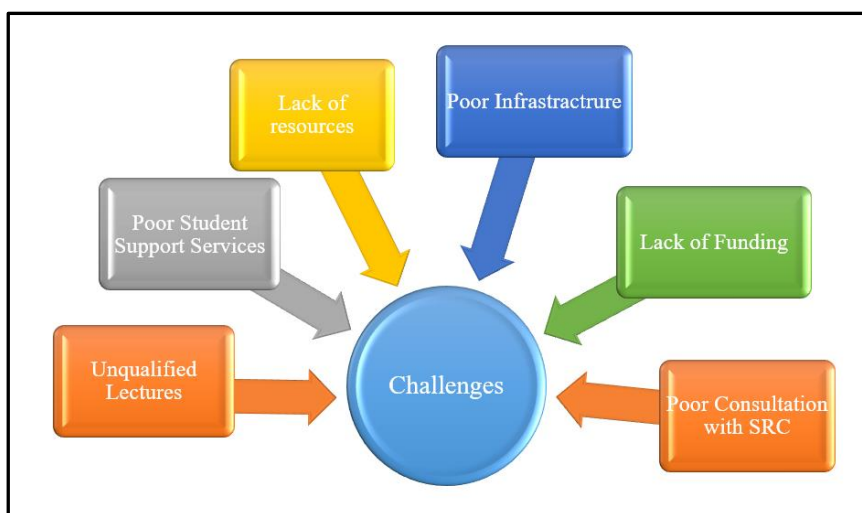 Lack of
resources
Poor Infrastractrure
Poor Student
Support Services
Lack of Funding
Unqualified
Lectures
Challenges
Poor Consultation
with SRC